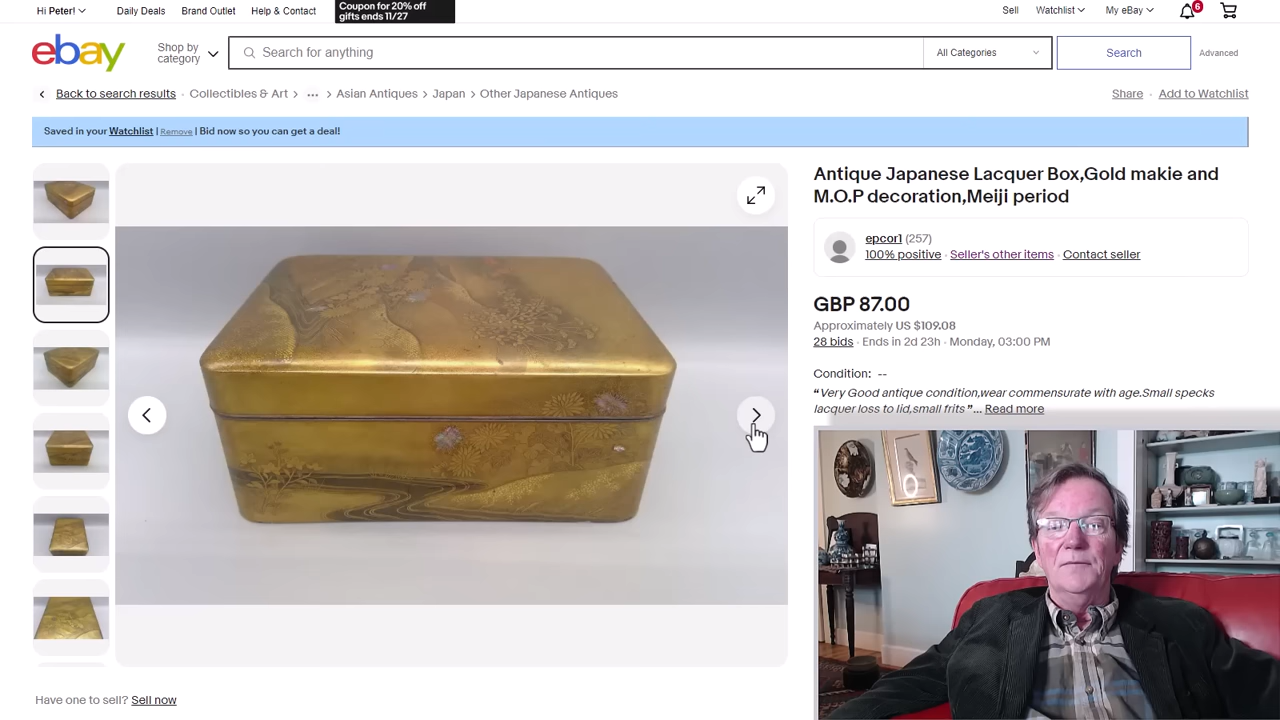 Hi Peter!
Daily Deals
Brand Outlet
Help & Contact
Coupon for 20% off
gifts ends 11/27
Sell
Watchlist
My eBay
6
ebay
Shop by
category
Search for anything
All Categories
Search
Advanced
Back to search results
Collectibles & Art
...
Asian Antiques
Japan
Other Japanese Antiques
Share
Add to Watchlist
Saved in your Watchlist | Remove | Bid now so you can get a deal!
Antique Japanese Lacquer Box,Gold makie and
M.O.P decoration,Meiji period
epcor1 (257)
100% positive · Seller's other items · Contact seller
GBP 87.00
Approximately US $109.08
28 bids · Ends in 2d 23h · Monday, 03:00 PM
Condition: --
“Very Good antique condition,wear commensurate with age.Small specks
lacquer loss to lid,small frits”... Read more
Have one to sell? Sell now